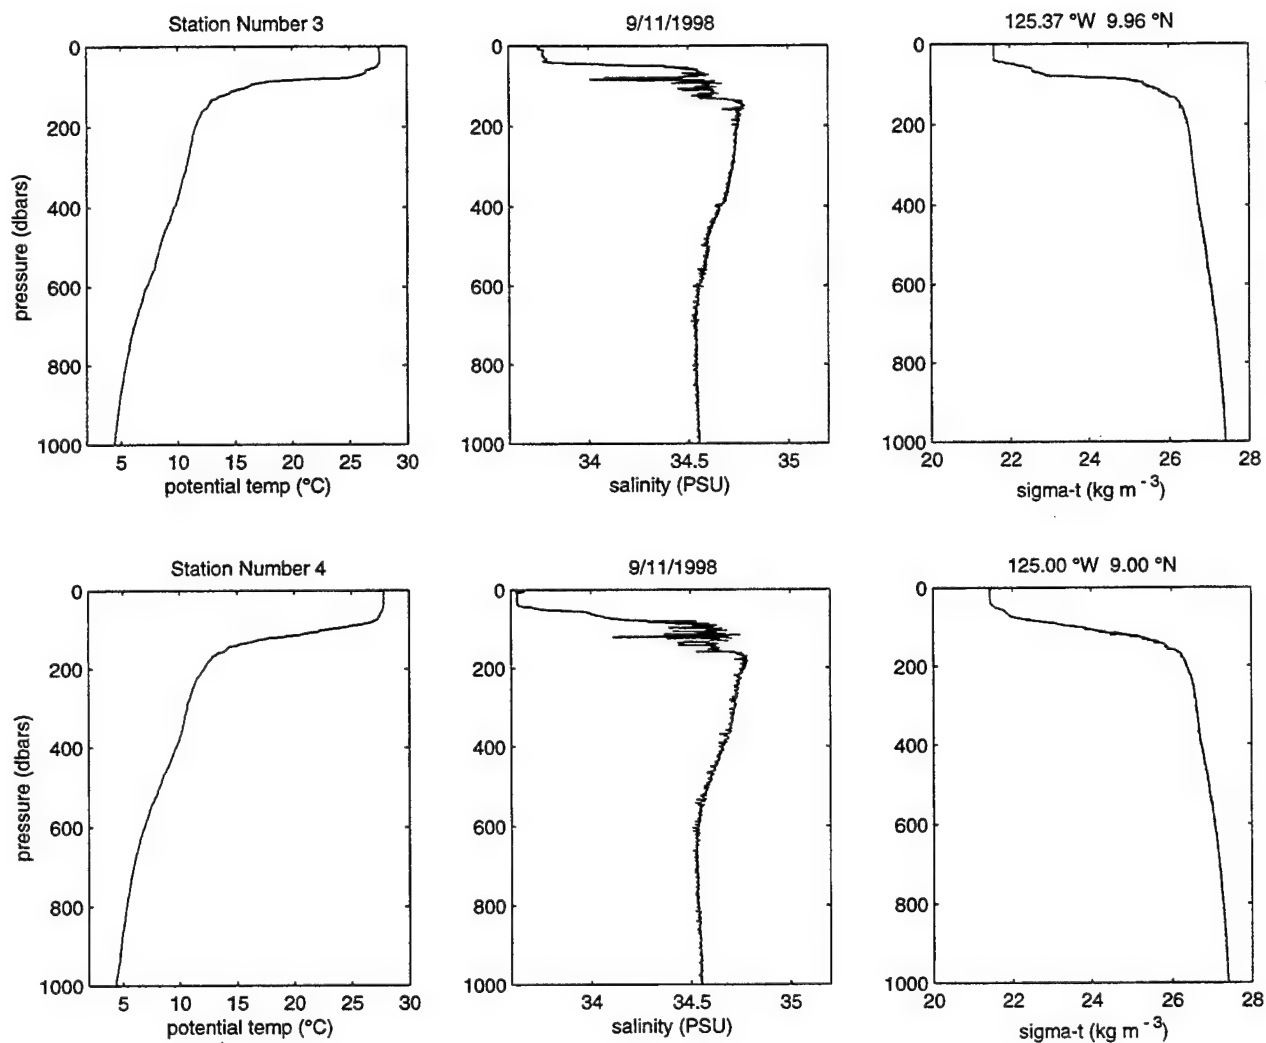 Station Number 3
9/11/1998
125.37 °W 9.96 °N
0
200
400
600
800
1000
pressure (dbars)
5 10 15 20 25 30
potential temp (°C)
0
200
400
600
800
1000
34 34.5 35
salinity (PSU)
0
200
400
600
800
1000
20 22 24 26 28
sigma-t (kg m⁻³)
Station Number 4
9/11/1998
125.00 °W 9.00 °N
0
200
400
600
800
1000
pressure (dbars)
5 10 15 20 25 30
potential temp (°C)
0
200
400
600
800
1000
34 34.5 35
salinity (PSU)
0
200
400
600
800
1000
20 22 24 26 28
sigma-t (kg m⁻³)